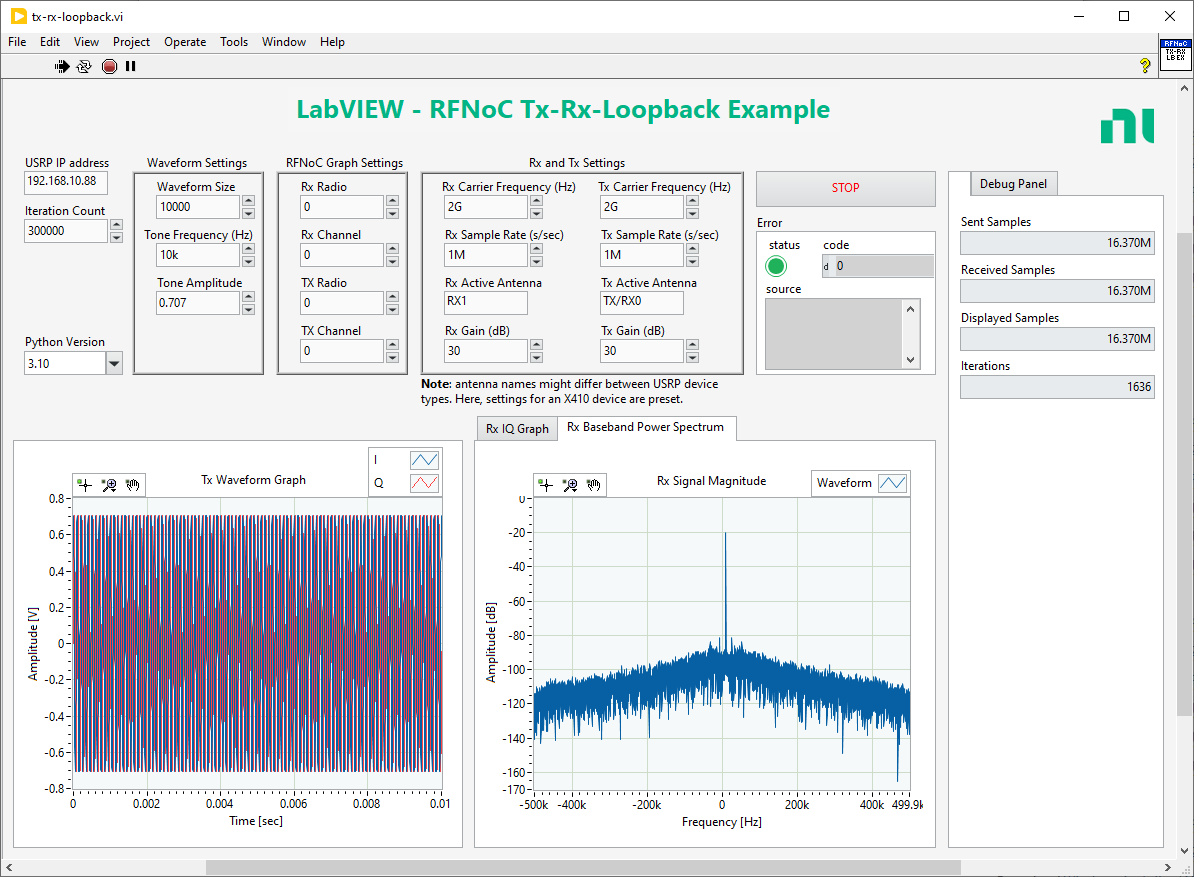 tx-rx-loopback.vi
File Edit View Project Operate Tools Window Help
RFNoC
TX-RX
LB EX
LabVIEW - RFNoC Tx-Rx-Loopback Example
USRP IP address
192.168.10.88
Iteration Count
300000
Python Version
3.10
Waveform Settings
Waveform Size
10000
Tone Frequency (Hz)
10k
Tone Amplitude
0.707
RFNoC Graph Settings
Rx Radio
0
Rx Channel
0
TX Radio
0
TX Channel
0
Rx and Tx Settings
Rx Carrier Frequency (Hz)
2G
Rx Sample Rate (s/sec)
1M
Rx Active Antenna
RX1
Rx Gain (dB)
30
Tx Carrier Frequency (Hz)
2G
Tx Sample Rate (s/sec)
1M
Tx Active Antenna
TX/RX0
Tx Gain (dB)
30
Note: antenna names might differ between USRP device
types. Here, settings for an X410 device are preset.
STOP
Error
status code
d 0
source
Debug Panel
Sent Samples
16.370M
Received Samples
16.370M
Displayed Samples
16.370M
Iterations
1636
Tx Waveform Graph
I
Q
Amplitude [V]
0.8
0.6
0.4
0.2
0
-0.2
-0.4
-0.6
-0.8
0 0.002 0.004 0.006 0.008 0.01
Time [sec]
Rx IQ Graph Rx Baseband Power Spectrum
Rx Signal Magnitude
Waveform
Amplitude [dB]
0
-20
-40
-60
-80
-100
-120
-140
-160
-170
-500k -400k -200k 0 200k 400k 499.9k
Frequency [Hz]